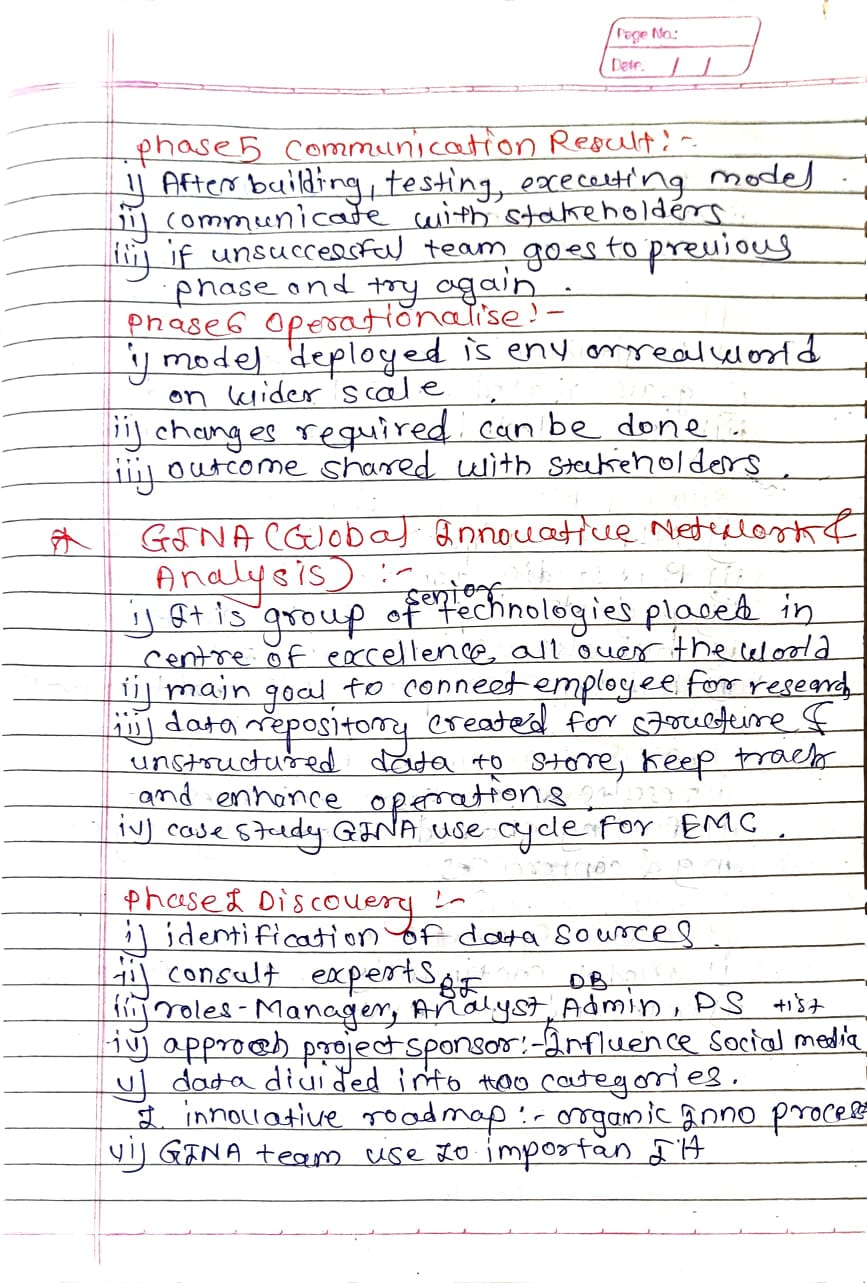 Page No:
Date. / /
phase5 Communication Result:-
i) After building, testing, executing model.
ii) communicate with stakeholders
iii) if unsuccessful team goes to previous
phase and try again.
Phase6 Operationalise:-
i) model deployed is env or realworld
on wider scale.
ii) changes required can be done.
iii) outcome shared with stakeholders.
GINA (Global Innovative Network &
Analysis) :-
i) It is group of senior technologies placed in
centre of excellence, all over the world
ii) main goal to connect employee for research
iii) data repository created for structure &
unstructured data to store, keep track
and enhance operations.
iv) case study GINA use cycle for EMC.
Phase1 Discovery :-
i) identification of data sources.
ii) consult experts
iii) roles - Manager, BI Analyst, DB Admin, DS tist
iv) approch project sponsor:- Influence Social media
v) data divided into too categories.
I. innovative roadmap :- organic Inno proces
vi) GINA team use 10 importan IH